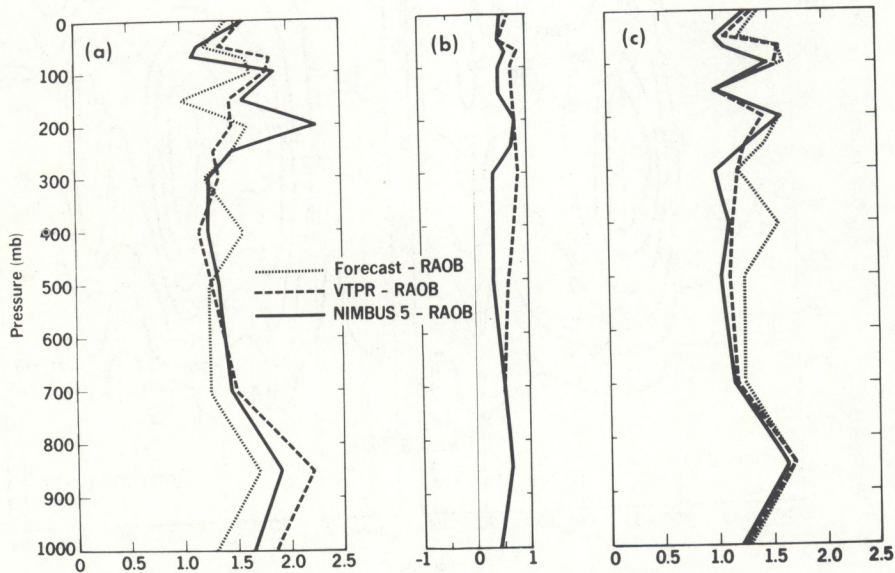 (a)
(b)
(c)
Pressure (mb)
0
100
200
300
400
500
600
700
800
900
1000
Forecast - RAOB
VTPR - RAOB
NIMBUS 5 - RAOB
0 0.5 1.0 1.5 2.0 2.5
-1 0 1
0 0.5 1.0 1.5 2.0 2.5